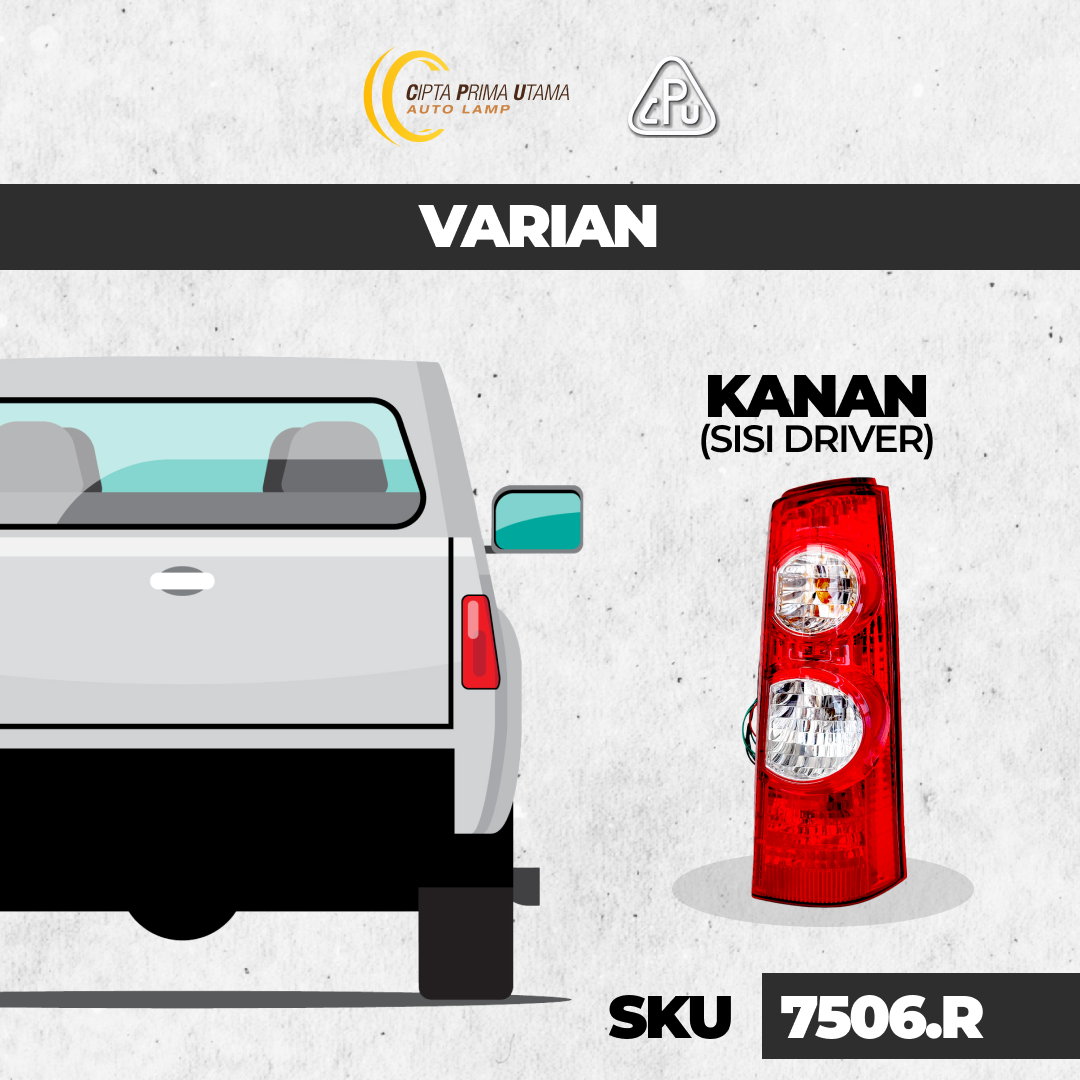 CIPTA PRIMA UTAMA
AUTO LAMP
CPU
VARIAN
KANAN
(SISI DRIVER)
SKU
7506.R